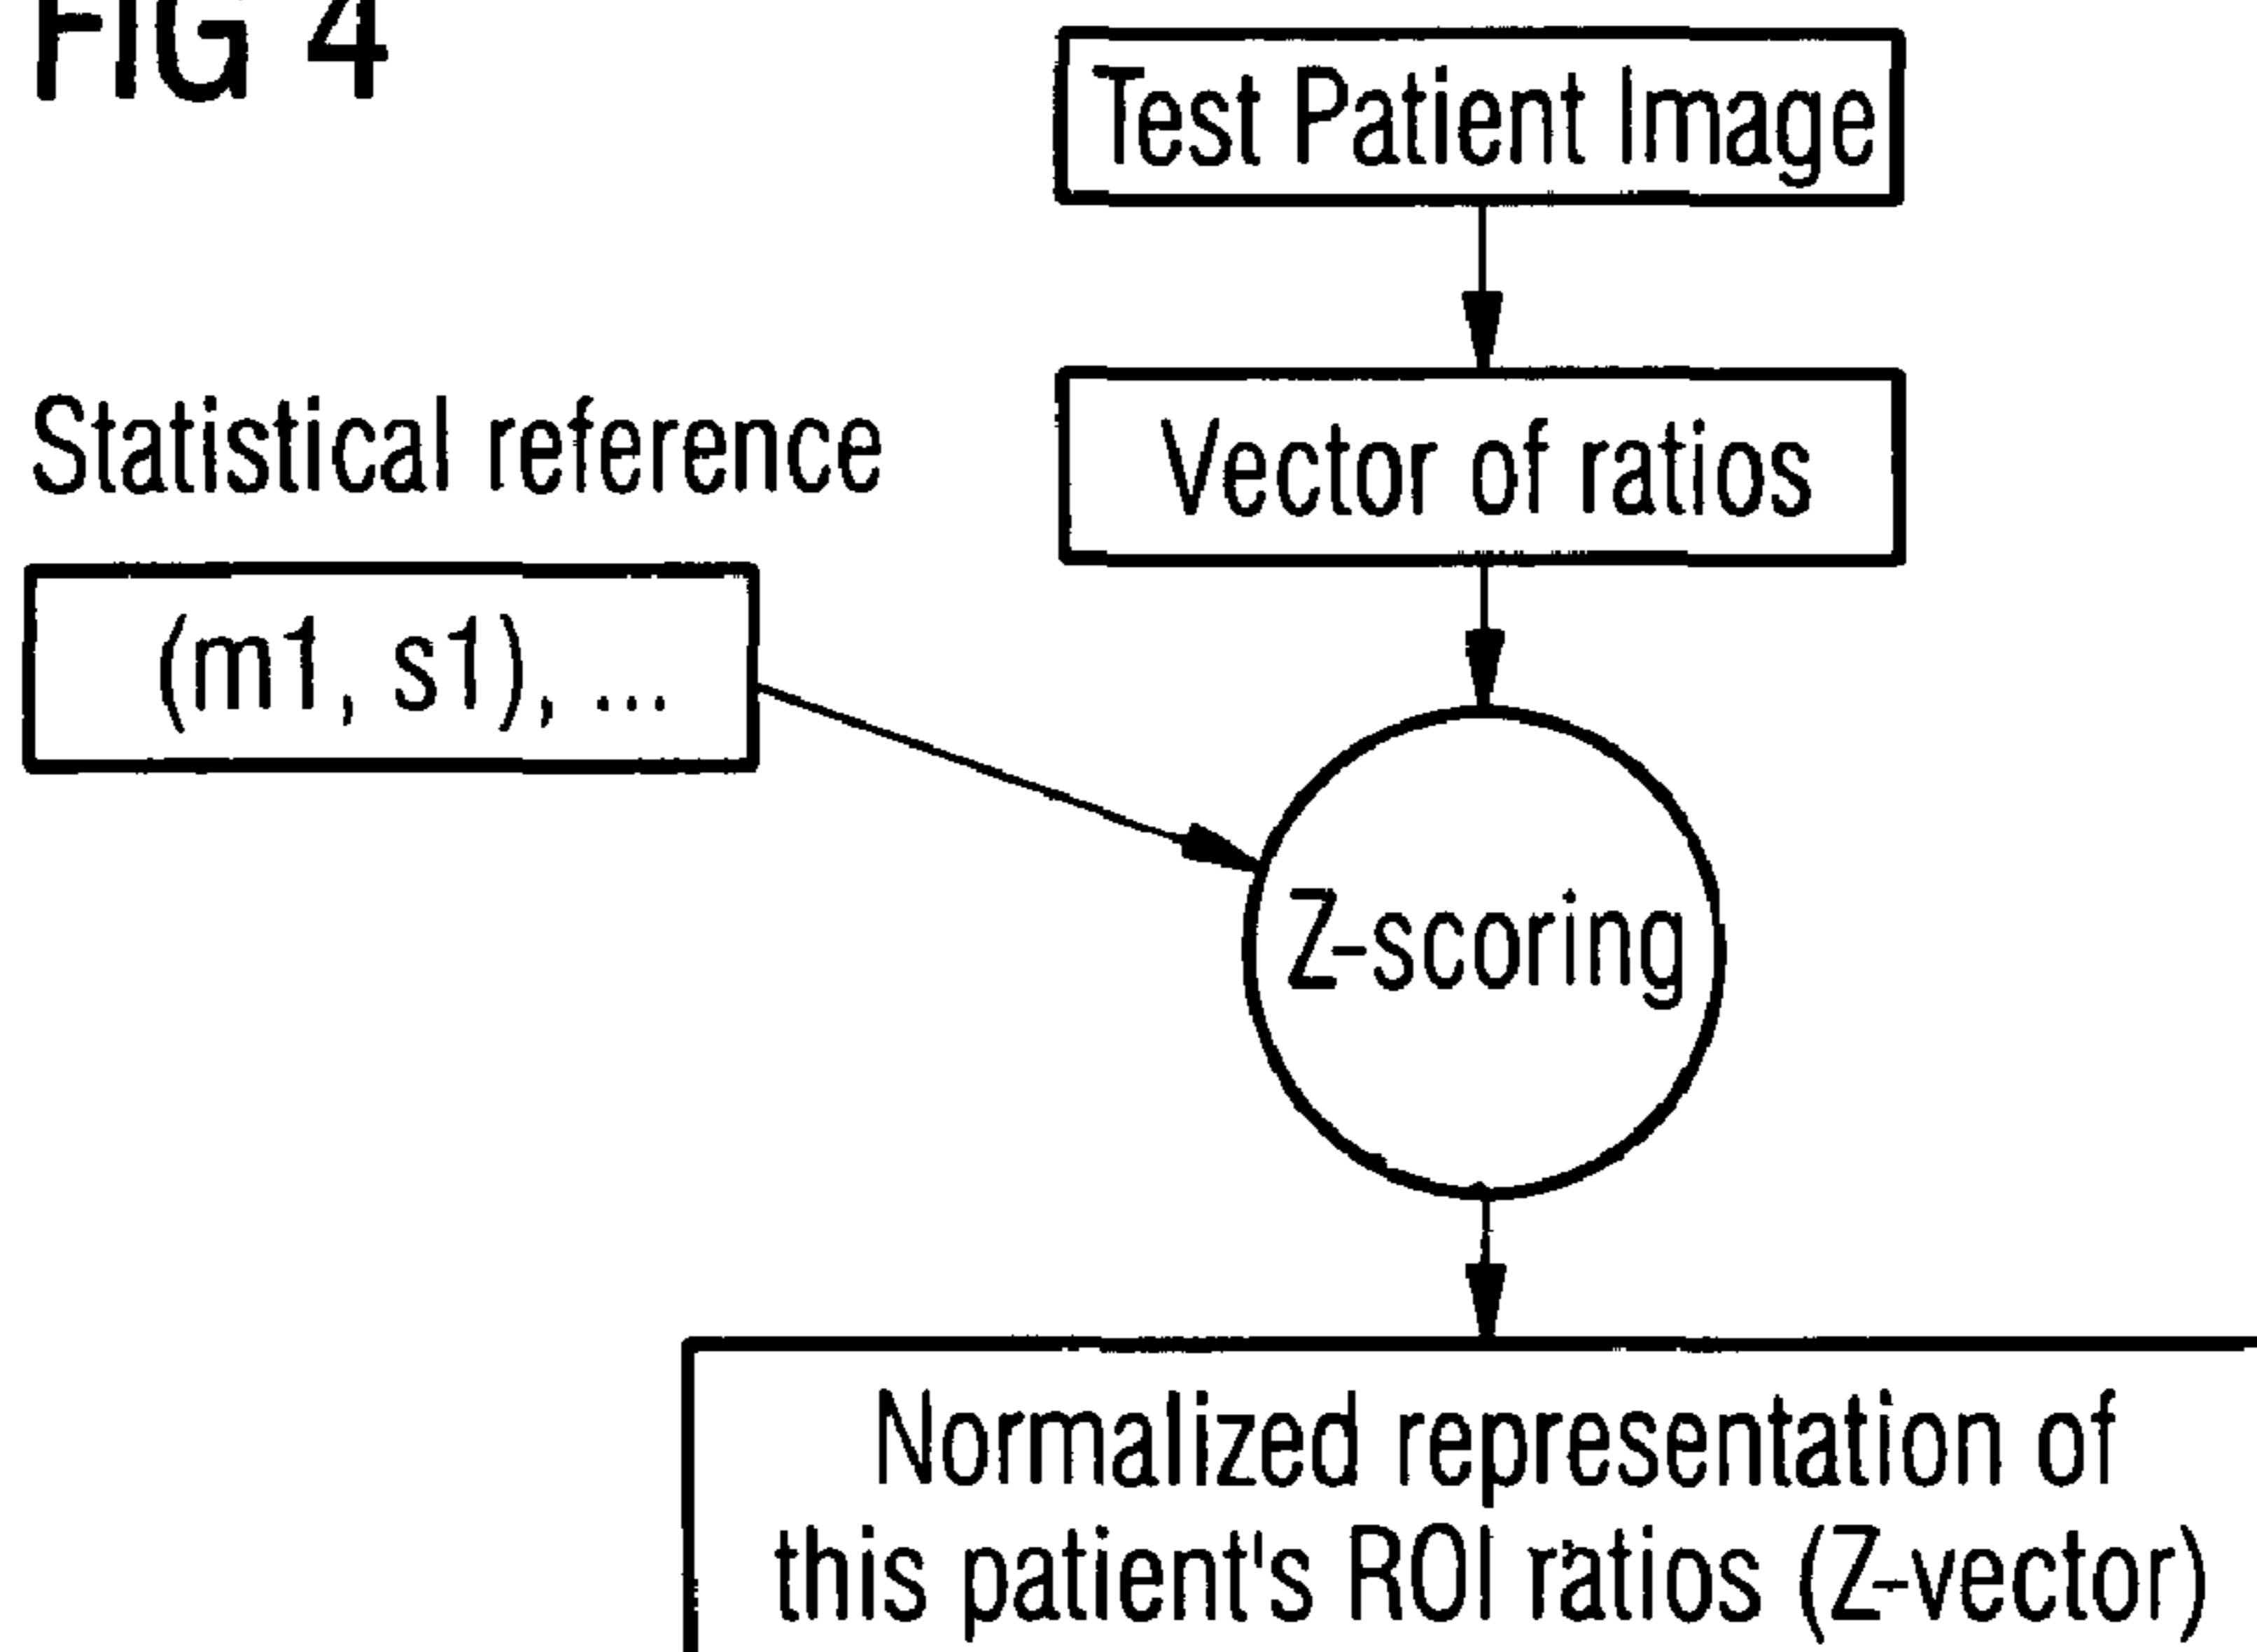 FIG 4
Test Patient Image
Statistical reference
Vector of ratios
(m1, s1), ...
Z-scoring
Normalized representation of
this patient's ROI ratios (Z-vector)